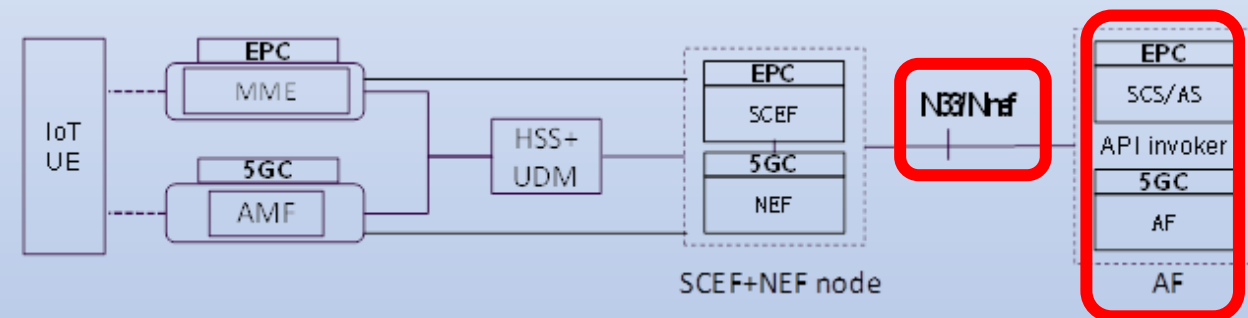 EPC
MME
IoT
UE
5GC
AMF
HSS+
UDM
EPC
SCEF
5GC
NEF
SCEF+NEF node
N33/Nnef
EPC
SCS/AS
API invoker
5GC
AF
AF